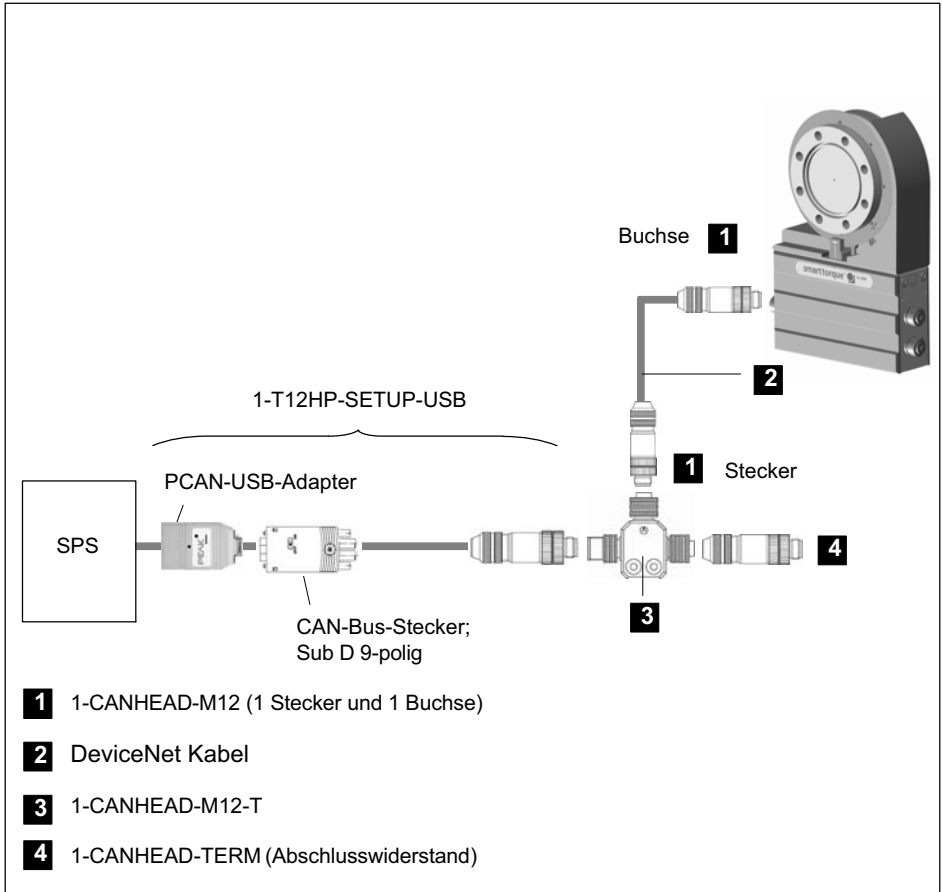 Buchse 1
smarttorque
2
1-T12HP-SETUP-USB
1 Stecker
PCAN-USB-Adapter
SPS
PEAK
4
3
CAN-Bus-Stecker;
Sub D 9-polig
1 1-CANHEAD-M12 (1 Stecker und 1 Buchse)
2 DeviceNet Kabel
3 1-CANHEAD-M12-T
4 1-CANHEAD-TERM (Abschlusswiderstand)